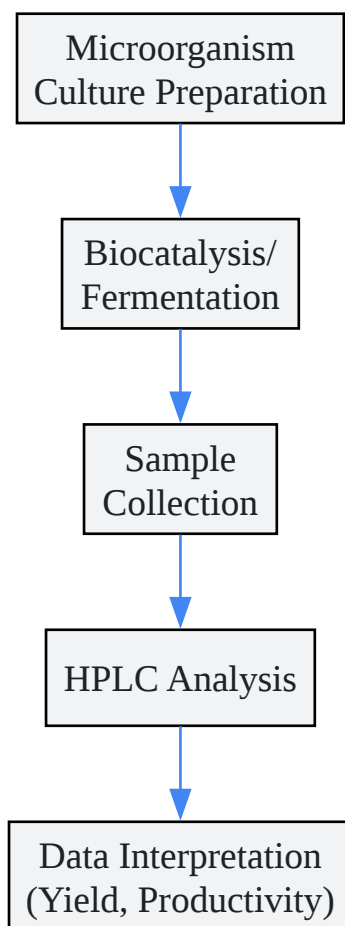 Microorganism
Culture Preparation
Biocatalysis/
Fermentation
Sample
Collection
HPLC Analysis
Data Interpretation
(Yield, Productivity)